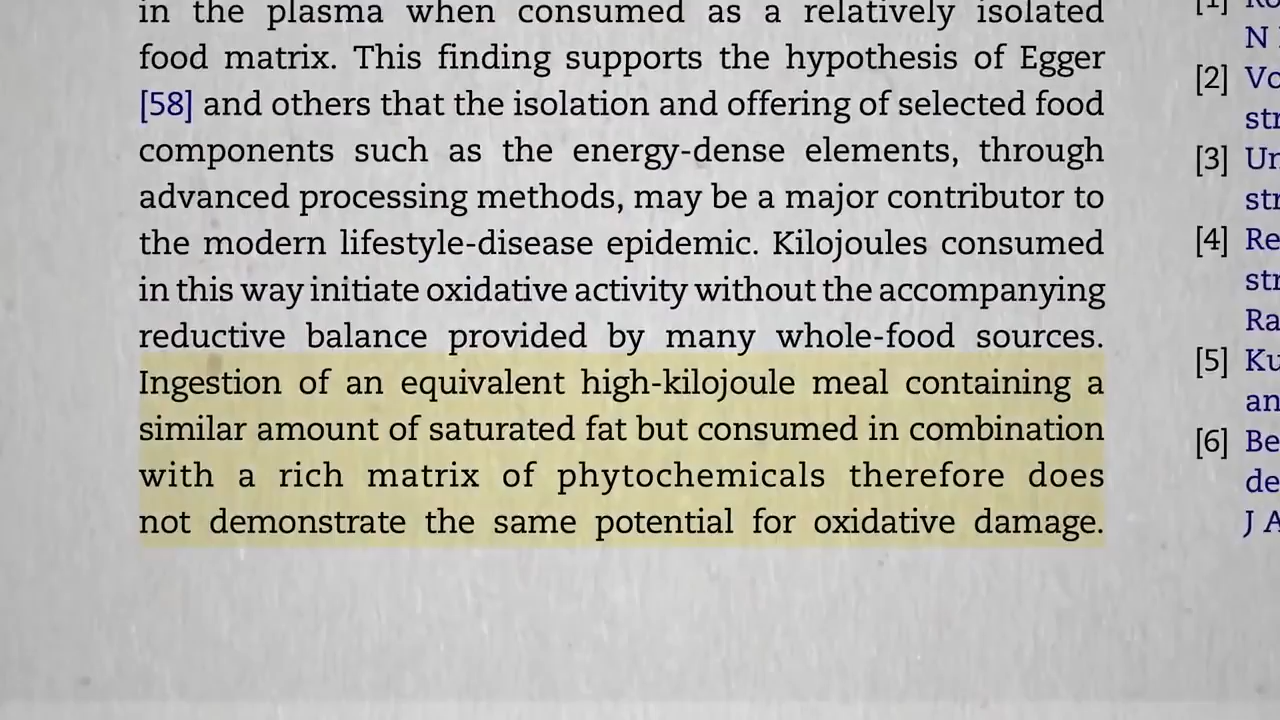 in the plasma when consumed as a relatively isolated
food matrix. This finding supports the hypothesis of Egger
[58] and others that the isolation and offering of selected food
components such as the energy-dense elements, through
advanced processing methods, may be a major contributor to
the modern lifestyle-disease epidemic. Kilojoules consumed
in this way initiate oxidative activity without the accompanying
reductive balance provided by many whole-food sources.
Ingestion of an equivalent high-kilojoule meal containing a
similar amount of saturated fat but consumed in combination
with a rich matrix of phytochemicals therefore does
not demonstrate the same potential for oxidative damage.
[1]
N
[2]
[3]
[4]
[5]
[6]
J A